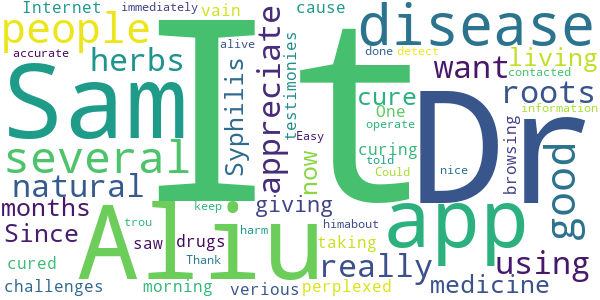 Internet immediately vain cause
people disease
accurate alive done detect
Sam It Dr
herbs want living
Syphilis appreciate testimonies contacted
cure roots
One information
Easy operate browsing
several curing
natural now told nice good
Could
months keep giving app
Since trou himabout
Aliu
saw drugs harm taking using
cured Thank really
challenges morning verious perplexed medicine